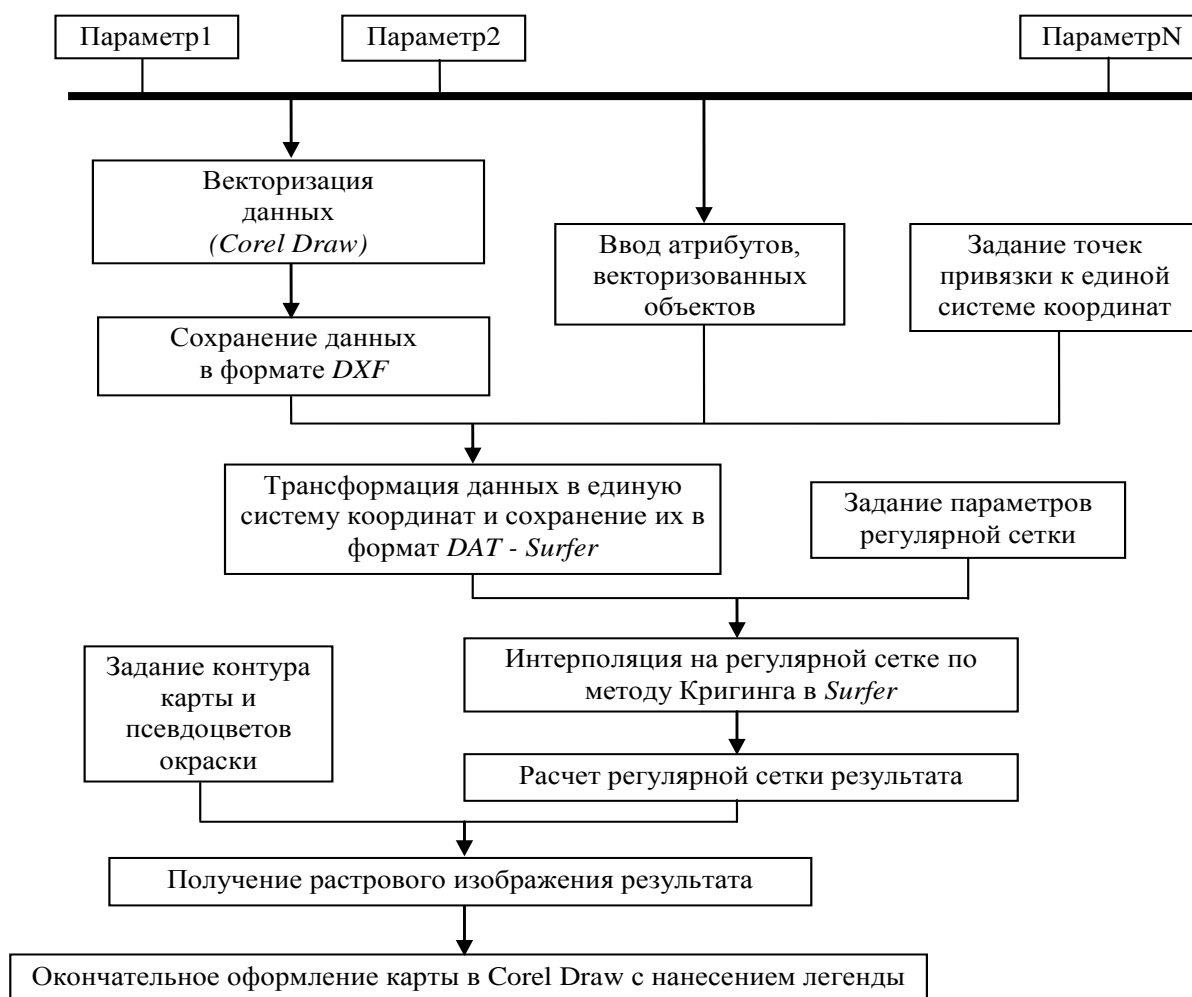 Параметр1
Параметр2
ПараметрN
Векторизация
данных
(Corel Draw)
Ввод атрибутов,
векторизованных
объектов
Задание точек
привязки к единой
системе координат
Сохранение данных
в формате DXF
Трансформация данных в единую
систему координат и сохранение их в
формат DAT - Surfer
Задание параметров
регулярной сетки
Задание контура
карты и
псевдоцветов
окраски
Интерполяция на регулярной сетке по
методу Кригинга в Surfer
Расчет регулярной сетки результата
Получение растрового изображения результата
Окончательное оформление карты в Corel Draw с нанесением легенды